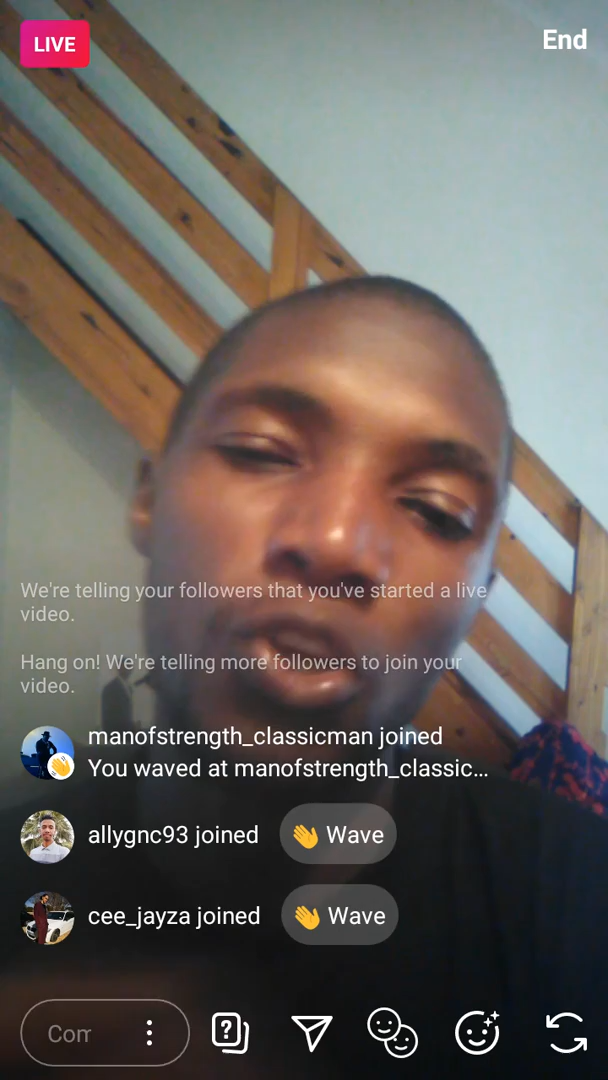 LIVE
End
We're telling your followers that you've started a live
video.
Hang on! We're telling more followers to join your
video.
manofstrength_classicman joined
You waved at manofstrength_classic...
allygnc93 joined
Wave
cee_jayza joined
Wave
Com
?